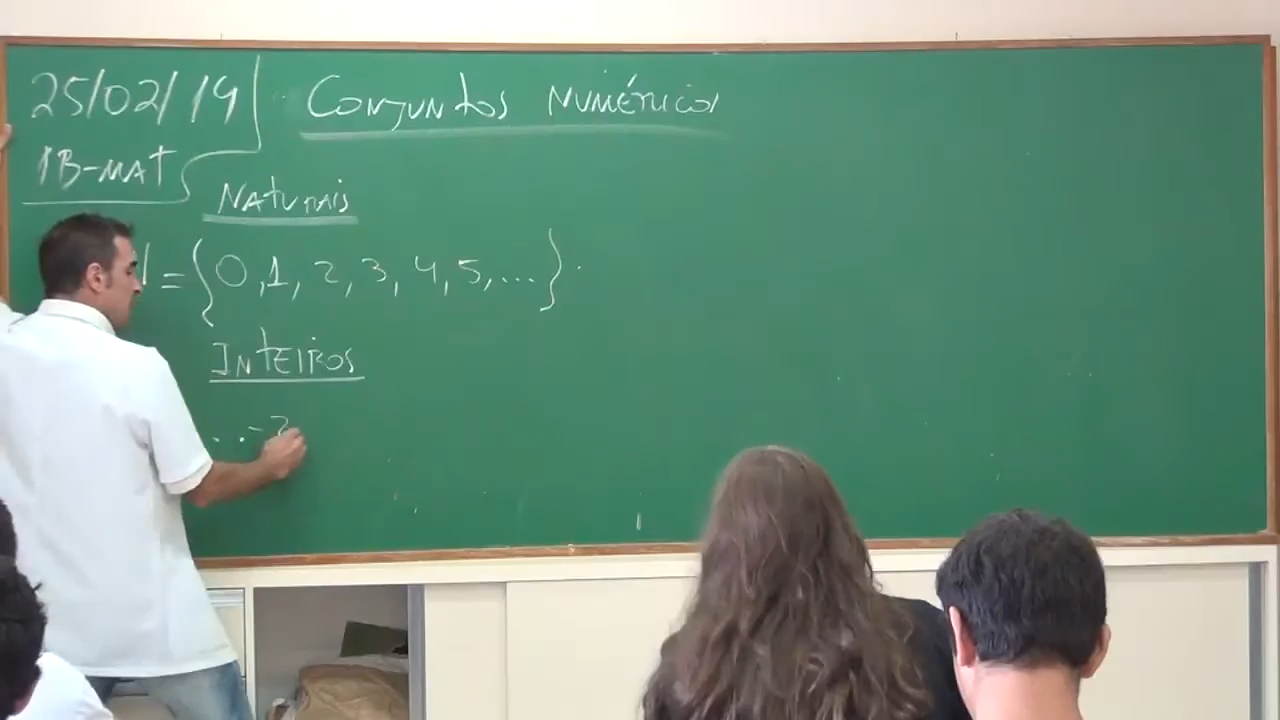 25/02/19
Conjuntos Numéricos
1B-MAT
Naturais
= {0, 1, 2, 3, 4, 5, ...}.
Inteiros
..-